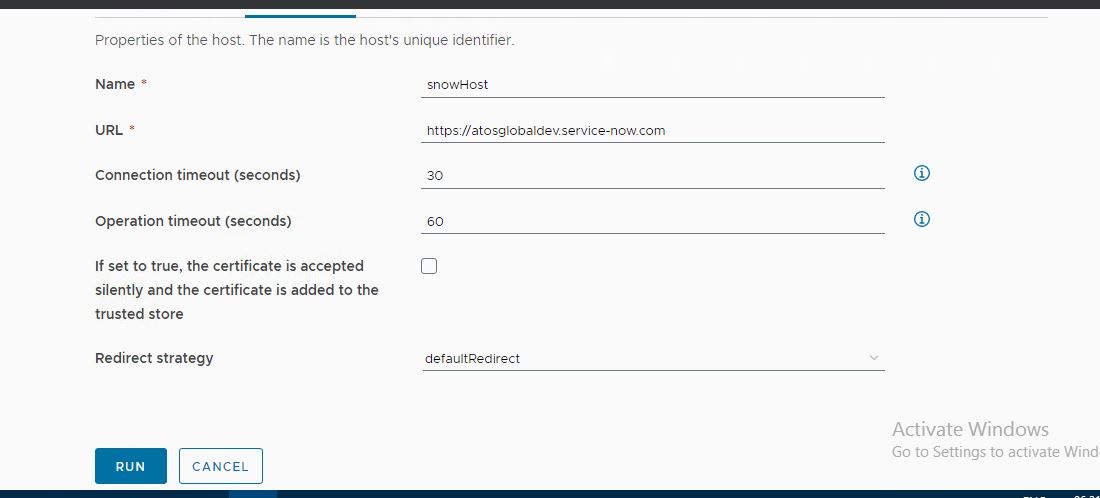 Properties of the host. The name is the host's unique identifier.
Name *
snowHost
URL *
https://atosglobaldev.service-now.com
Connection timeout (seconds)
30
Operation timeout (seconds)
60
If set to true, the certificate is accepted
silently and the certificate is added to the
trusted store
Redirect strategy
defaultRedirect
Activate Windows
Go to Settings to activate Wind
RUN
CANCEL